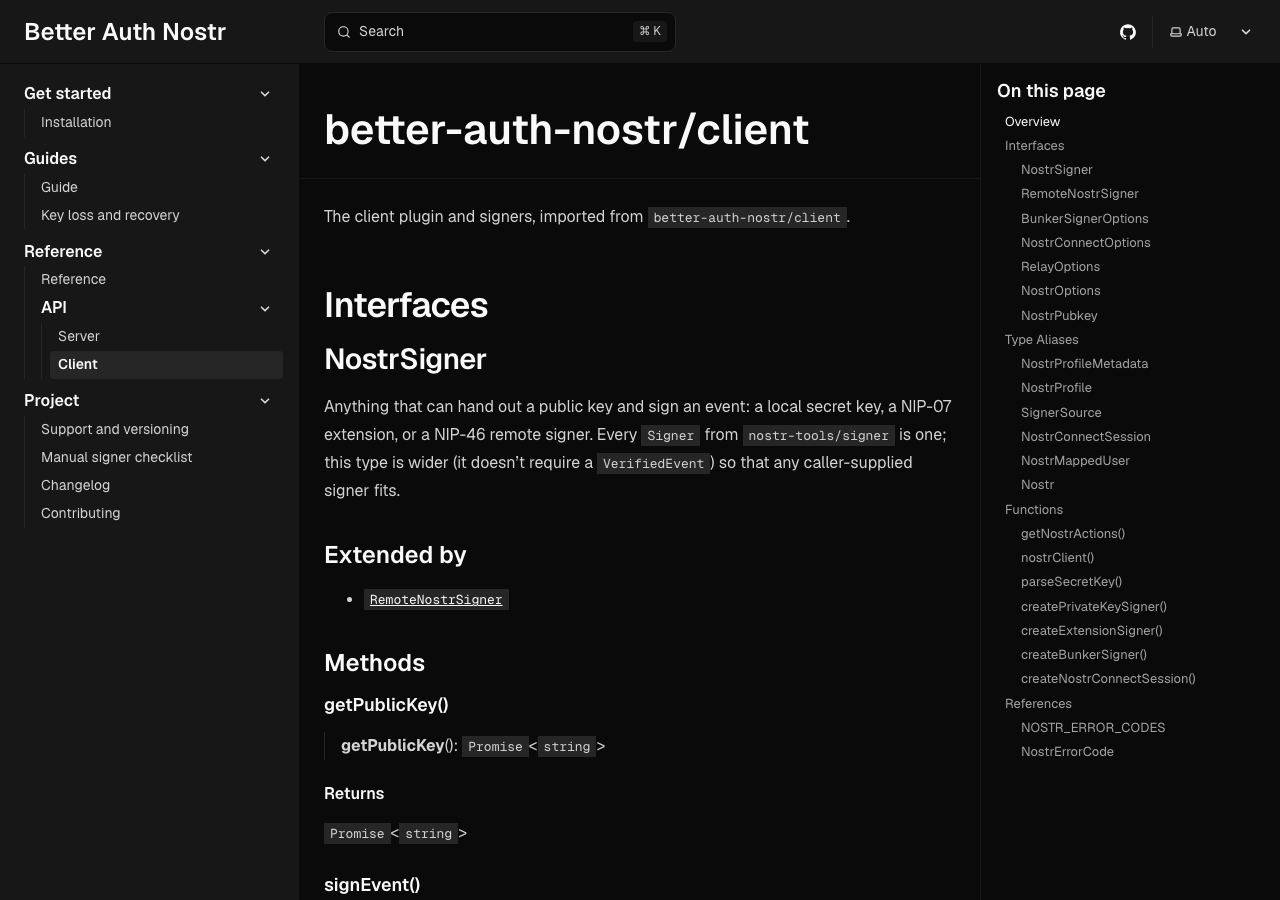 Better Auth Nostr
Search
⌘ K
Auto
Get started
Installation
Guides
Guide
Key loss and recovery
Reference
Reference
API
Server
Client
Project
Support and versioning
Manual signer checklist
Changelog
Contributing
better-auth-nostr/client
The client plugin and signers, imported from better-auth-nostr/client.
Interfaces
NostrSigner
Anything that can hand out a public key and sign an event: a local secret key, a NIP-07
extension, or a NIP-46 remote signer. Every Signer from nostr-tools/signer is one;
this type is wider (it doesn’t require a VerifiedEvent) so that any caller-supplied
signer fits.
Extended by
• RemoteNostrSigner
Methods
getPublicKey()
getPublicKey(): Promise<string>
Returns
Promise<string>
signEvent()
On this page
Overview
Interfaces
NostrSigner
RemoteNostrSigner
BunkerSignerOptions
NostrConnectOptions
RelayOptions
NostrOptions
NostrPubkey
Type Aliases
NostrProfileMetadata
NostrProfile
SignerSource
NostrConnectSession
NostrMappedUser
Nostr
Functions
getNostrActions()
nostrClient()
parseSecretKey()
createPrivateKeySigner()
createExtensionSigner()
createBunkerSigner()
createNostrConnectSession()
References
NOSTR_ERROR_CODES
NostrErrorCode